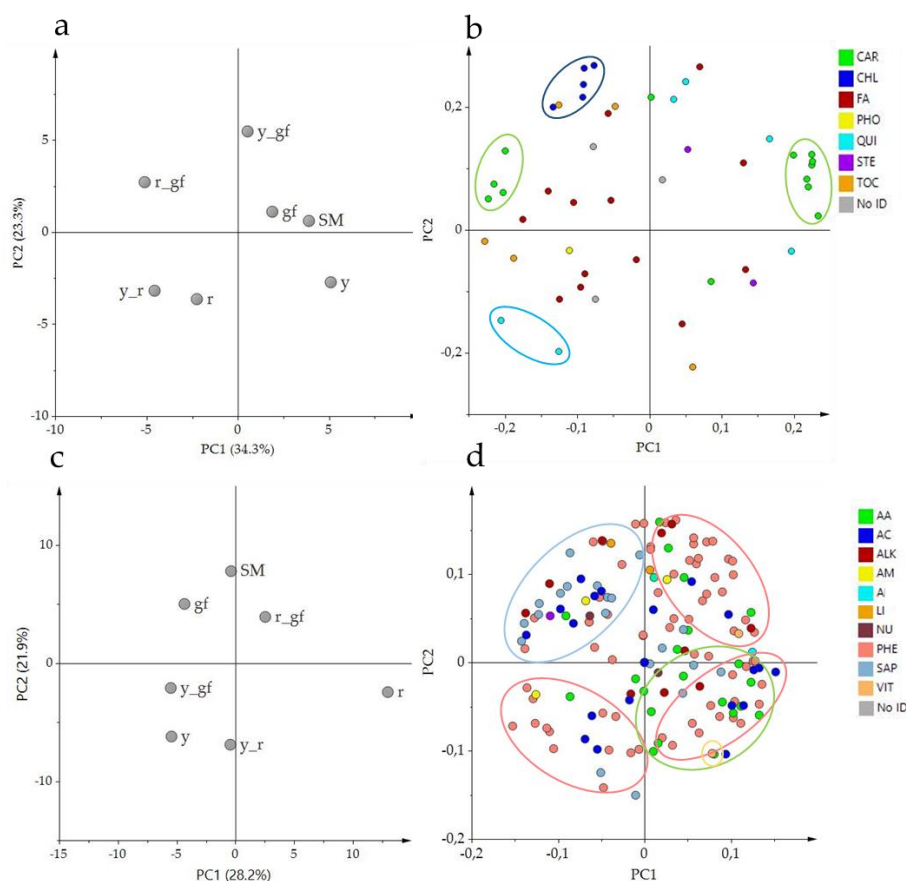 a
5
0
-5
-10
PC2 (23.3%)
y_gf
r_gf
gf
SM
y_r
r
y
-10
-5
0
5
PC1 (34.3%)
b
0,2
0
-0,2
PC2
-0,2
-0,1
0
0,1
0,2
PC1
CAR
CHL
FA
PHO
QUI
STE
TOC
No ID
c
10
0
-10
PC2 (21.9%)
SM
gf
r_gf
y_gf
r
y
y_r
-15
-10
-5
0
5
10
PC1 (28.2%)
d
0,1
0
-0,1
-0,2
PC2
-0,2
-0,1
0
0,1
PC1
AA
AC
ALK
AM
LI
NU
PHE
SAP
VIT
No ID